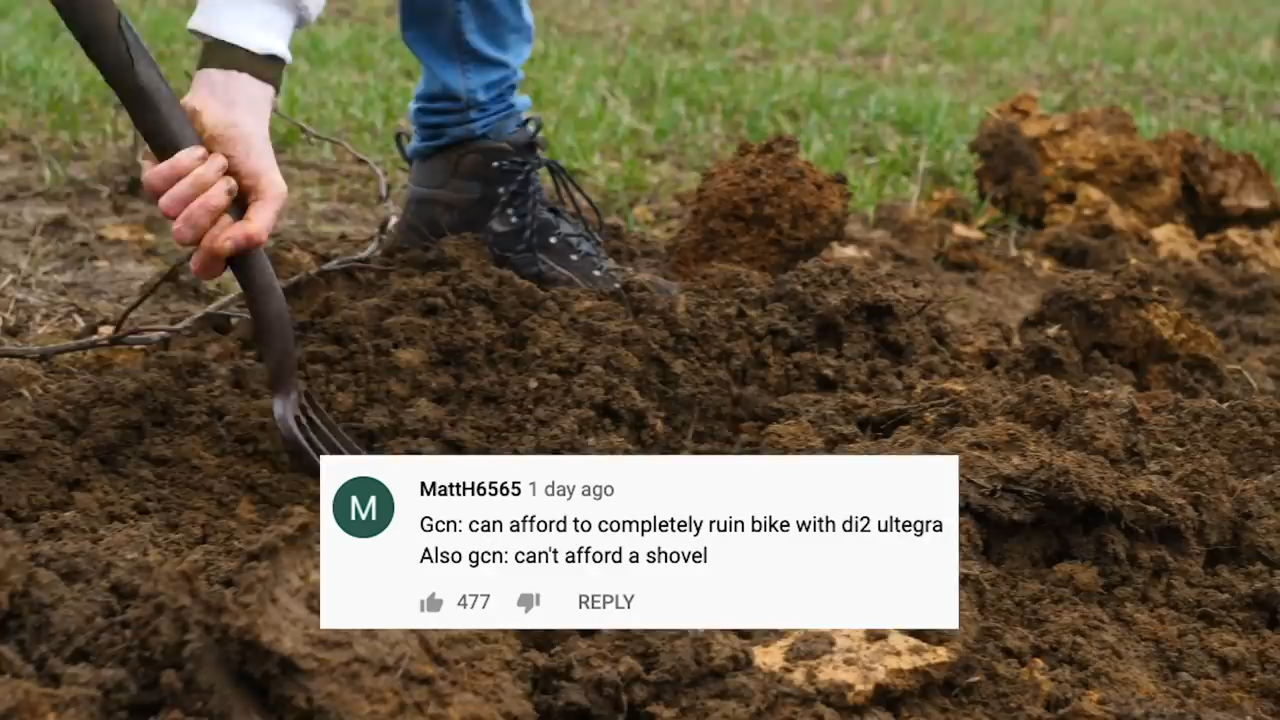 M
MattH6565 1 day ago
Gcn: can afford to completely ruin bike with di2 ultegra
Also gcn: can't afford a shovel
477 REPLY